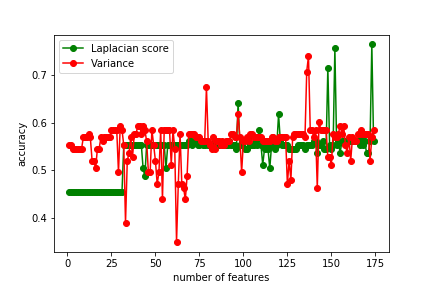 Laplacian score
Variance
accuracy
0.7
0.6
0.5
0.4
0 25 50 75 100 125 150 175
number of features